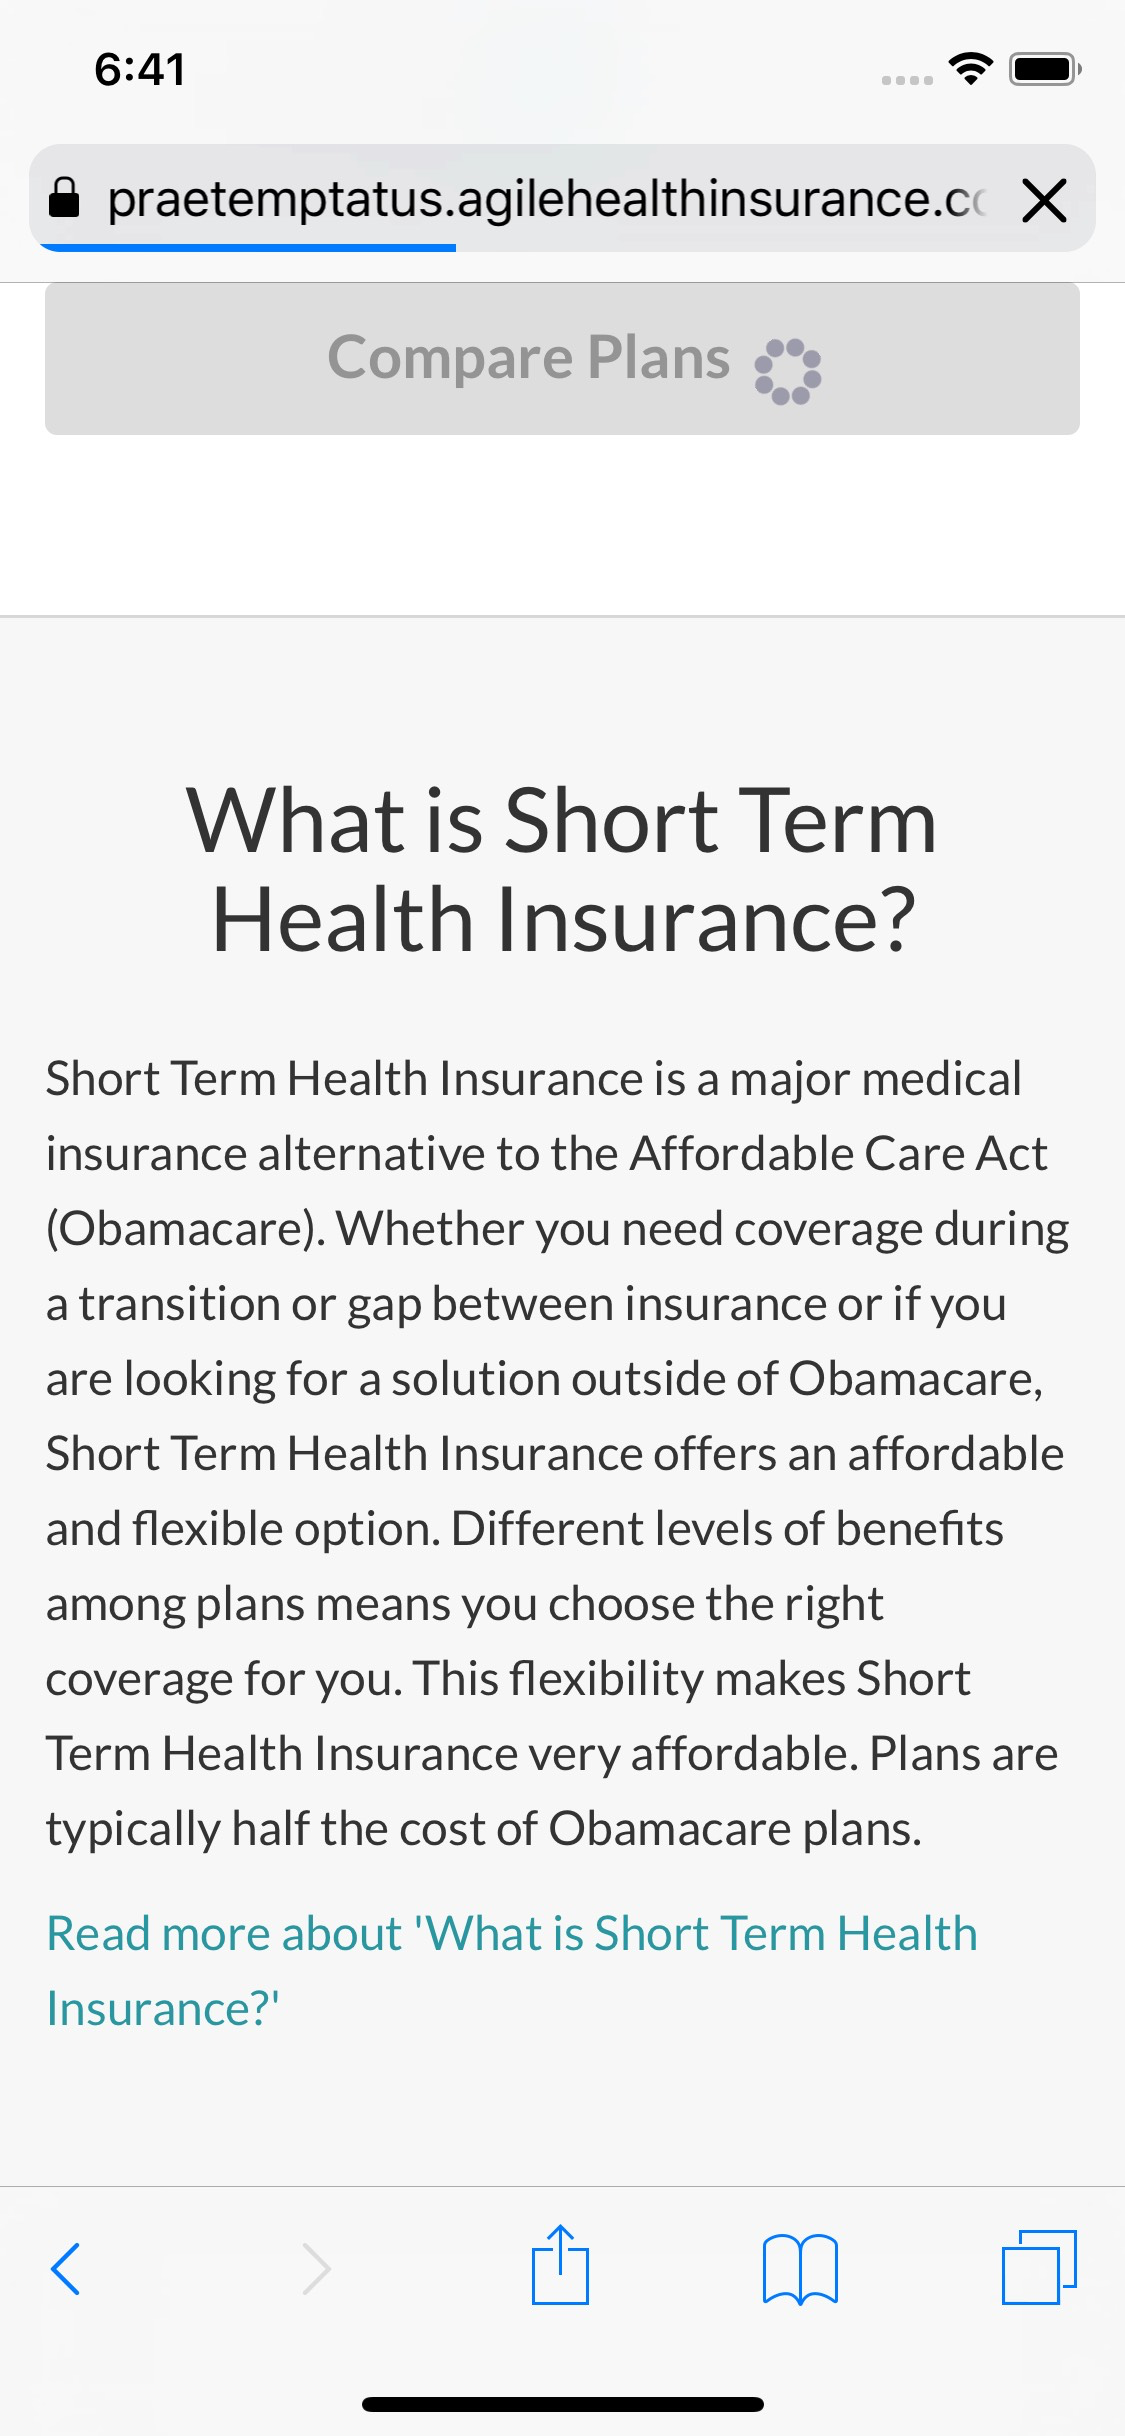 6:41
praetemptatus.agilehealthinsurance.c
Compare Plans
What is Short Term
Health Insurance?
Short Term Health Insurance is a major medical
insurance alternative to the Affordable Care Act
(Obamacare). Whether you need coverage during
a transition or gap between insurance or if you
are looking for a solution outside of Obamacare,
Short Term Health Insurance offers an affordable
and flexible option. Different levels of benefits
among plans means you choose the right
coverage for you. This flexibility makes Short
Term Health Insurance very affordable. Plans are
typically half the cost of Obamacare plans.
Read more about 'What is Short Term Health
Insurance?'